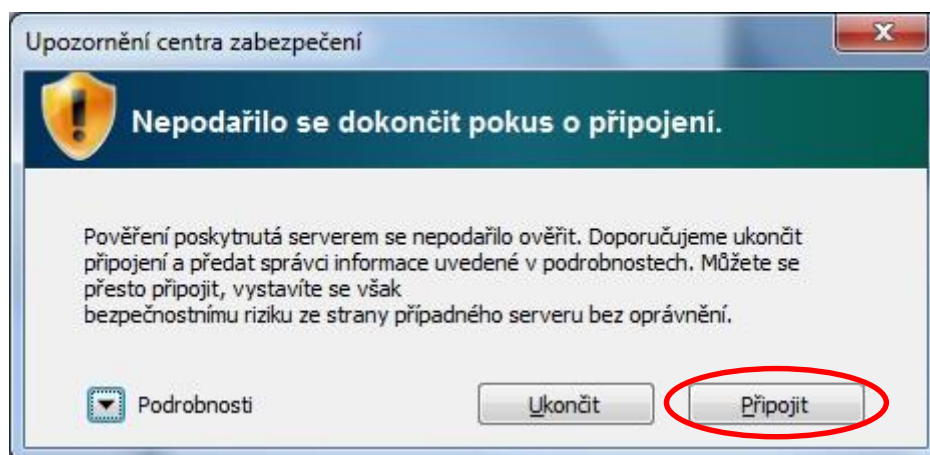 Upozornění centra zabezpečení
Nepodařilo se dokončit pokus o připojení.
Pověření poskytnutá serverem se nepodařilo ověřit. Doporučujeme ukončit
připojení a předat správci informace uvedené v podrobnostech. Můžete se
přesto připojit, vystavíte se však
bezpečnostnímu riziku ze strany případného serveru bez oprávnění.
Podrobnosti Ukončit Připojit